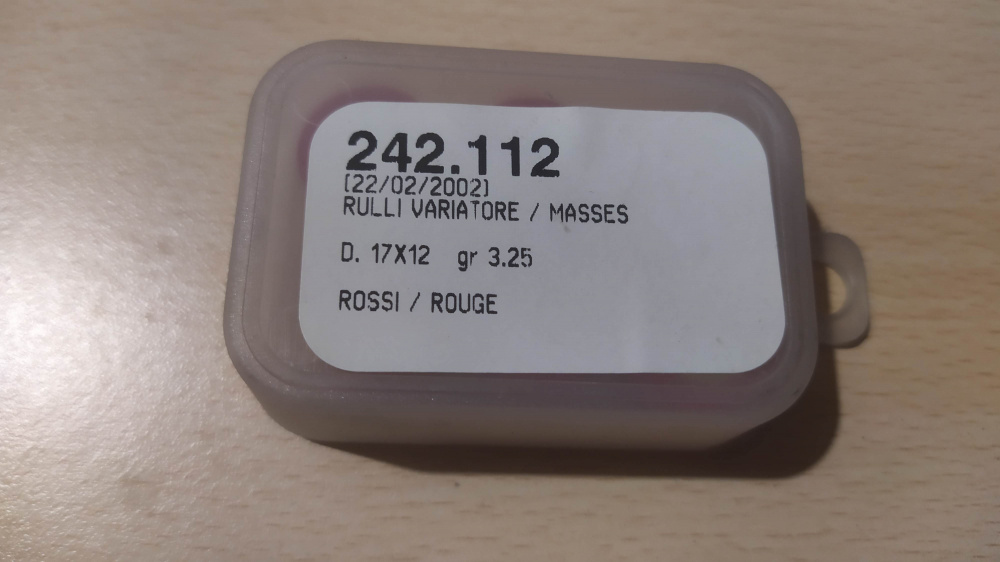 242.112
(22/02/2002)
RULLI VARIATORE / MASSES
D. 17X12 gr 3.25
ROSSI / ROUGE